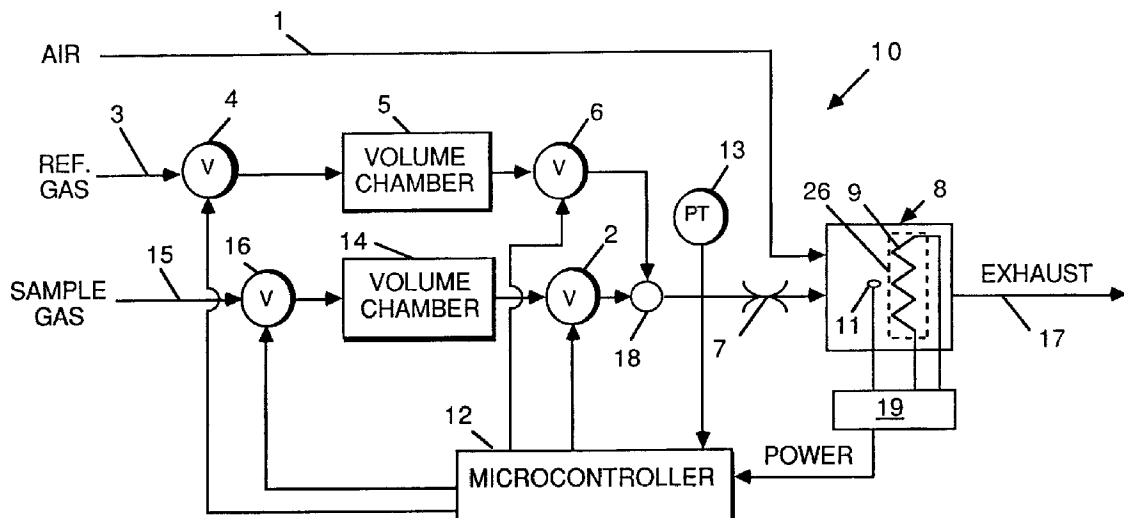 1
AIR
10
4
5
6
3
REF. GAS
V
VOLUME CHAMBER
V
13
PT
8
9
26
2
14
16
15
SAMPLE GAS
V
VOLUME CHAMBER
V
EXHAUST
11
18
7
17
12
19
POWER
MICROCONTROLLER